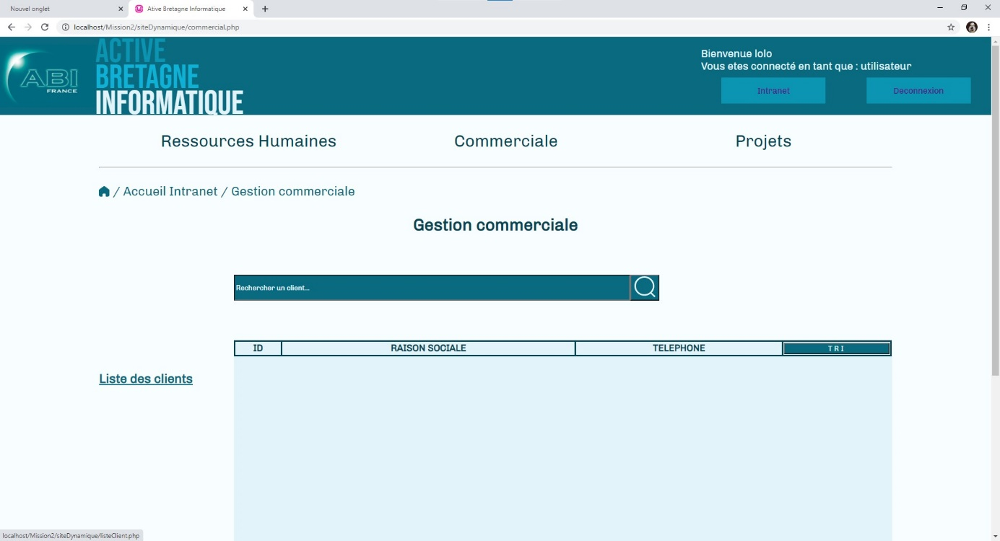 Nouvel onglet
Ative Bretagne Informatique
localhost/Mission2/siteDynamique/commercial.php
ABI
FRANCE
ACTIVE
BRETAGNE
INFORMATIQUE
Bienvenue lolo
Vous etes connecté en tant que : utilisateur
Intranet
Deconnexion
Ressources Humaines
Commerciale
Projets
/ Accueil Intranet / Gestion commerciale
Gestion commerciale
Rechercher un client...
ID
RAISON SOCIALE
TELEPHONE
TRI
Liste des clients
localhost/Mission2/siteDynamique/listeClient.php